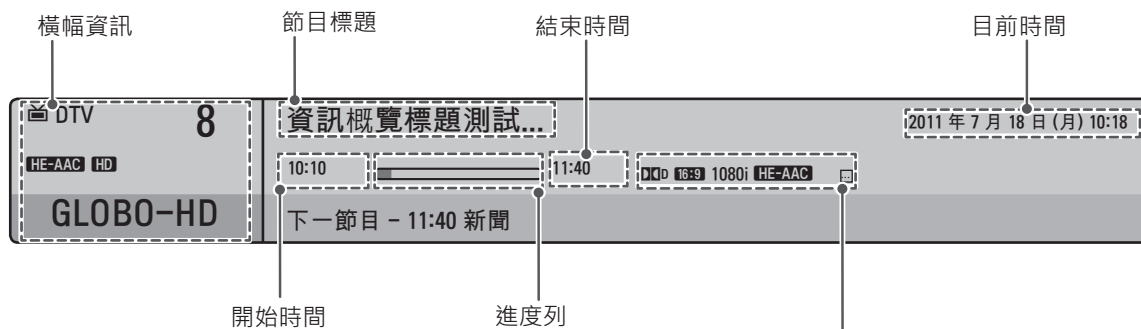 橫幅資訊
節目標題
結束時間
目前時間
DTV 8
HE-AAC HD
GLOBO-HD
資訊概覽標題測試...
2011 年 7 月 18 日 (月) 10:18
10:10
11:40
D 16:9 1080i HE-AAC ...
下一節目 - 11:40 新聞
開始時間
進度列